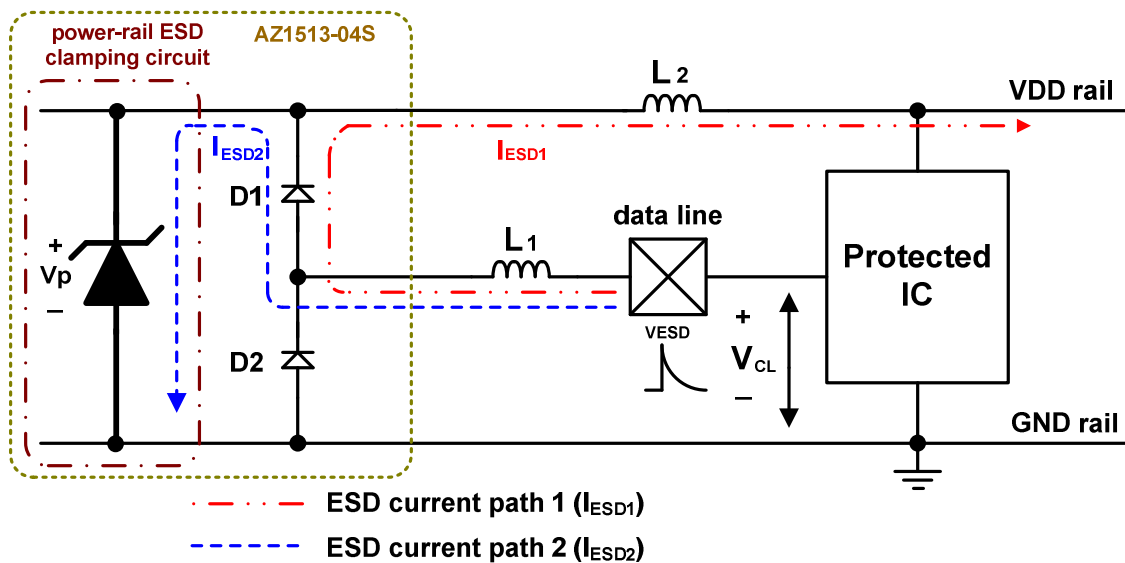 power-rail ESD
clamping circuit
AZ1513-04S
L2
VDD rail
IESD2
IESD1
D1
data line
L1
+
Vp
–
Protected
IC
VESD
+
VCL
–
D2
GND rail
ESD current path 1 (IESD1)
ESD current path 2 (IESD2)